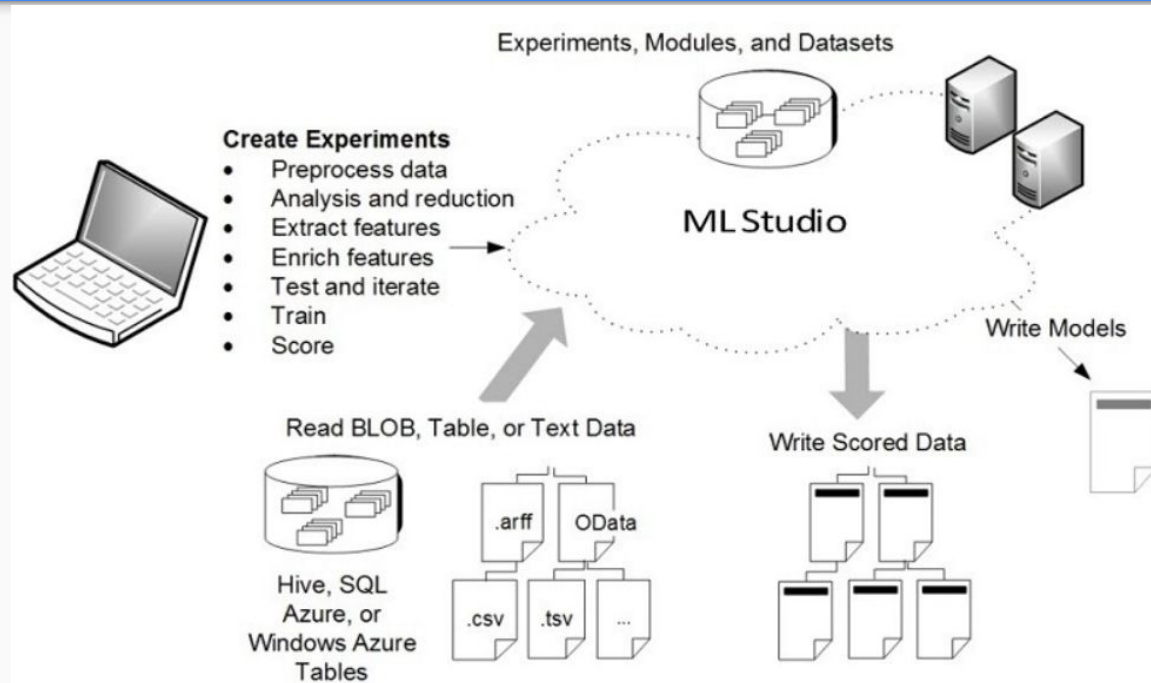 Experiments, Modules, and Datasets
Create Experiments
• Preprocess data
• Analysis and reduction
• Extract features
• Enrich features
• Test and iterate
• Train
• Score
ML Studio
Write Models
Read BLOB, Table, or Text Data
Write Scored Data
.arff
OData
.csv
.tsv
...
Hive, SQL
Azure, or
Windows Azure
Tables